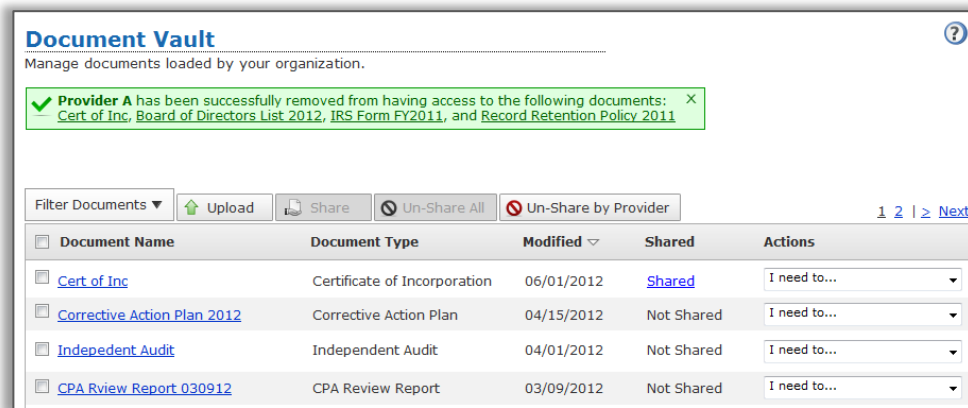 Document Vault
?
Manage documents loaded by your organization.
Provider A has been successfully removed from having access to the following documents: X
Cert of Inc, Board of Directors List 2012, IRS Form FY2011, and Record Retention Policy 2011
Filter Documents ▼ Upload Share Un-Share All Un-Share by Provider 1 2 | > Next
Document Name Document Type Modified Shared Actions
Cert of Inc Certificate of Incorporation 06/01/2012 Shared I need to...
Corrective Action Plan 2012 Corrective Action Plan 04/15/2012 Not Shared I need to...
Indepedent Audit Independent Audit 04/01/2012 Not Shared I need to...
CPA Rview Report 030912 CPA Review Report 03/09/2012 Not Shared I need to...